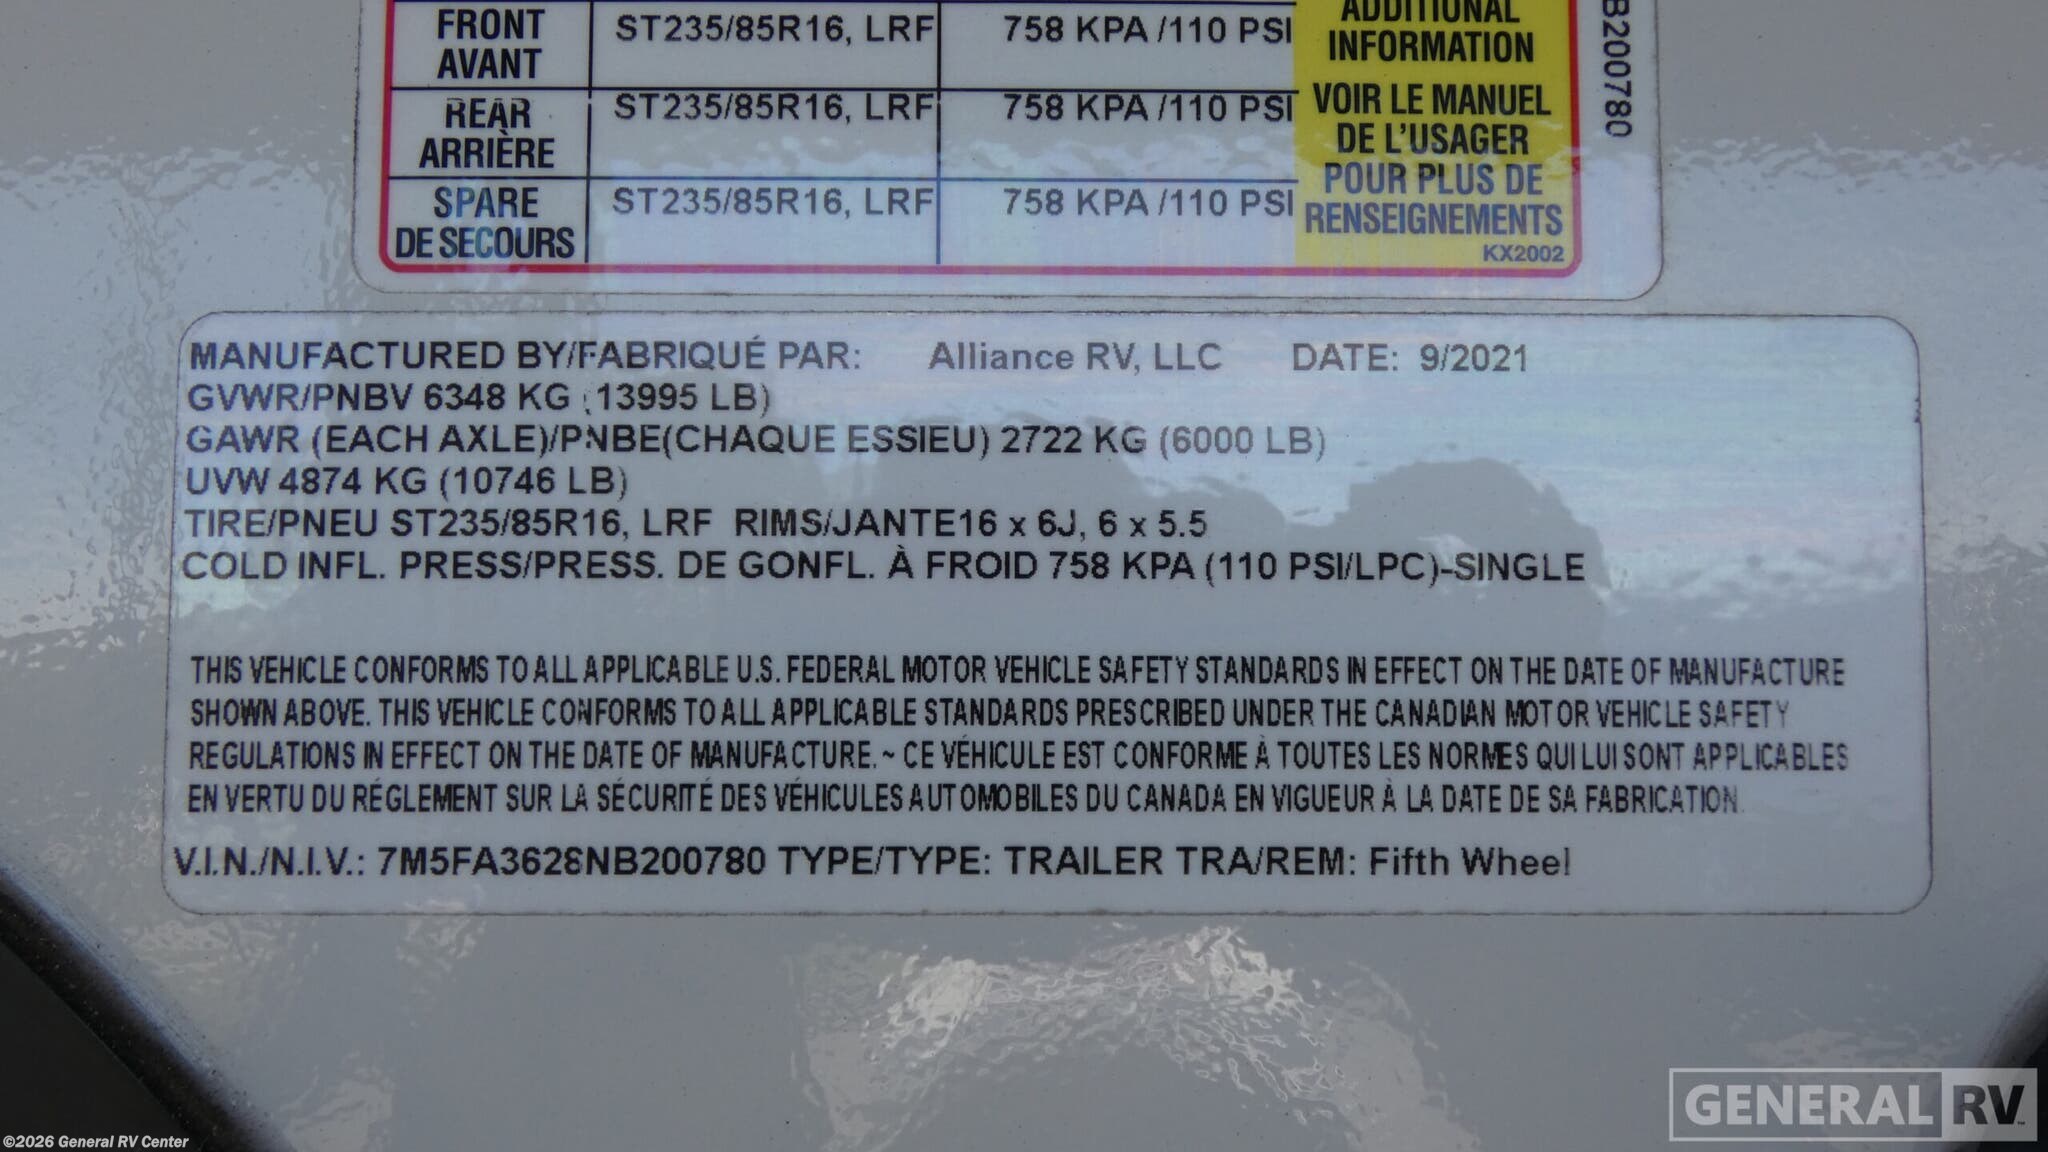 FRONT ST235/85R16, LRF 758 KPA /110 PSI
AVANT
REAR ST235/85R16, LRF 758 KPA /110 PSI
ARRIÈRE
SPARE ST235/85R16, LRF 758 KPA /110 PSI
DE SECOURS
ADDITIONAL
INFORMATION
VOIR LE MANUEL
DE L'USAGER
POUR PLUS DE
RENSEIGNEMENTS
KX2002
B200780
MANUFACTURED BY/FABRIQUÉ PAR: Alliance RV, LLC DATE: 9/2021
GVWR/PNBV 6348 KG (13995 LB)
GAWR (EACH AXLE)/PNBE(CHAQUE ESSIEU) 2722 KG (6000 LB)
UVW 4874 KG (10746 LB)
TIRE/PNEU ST235/85R16, LRF RIMS/JANTE16 x 6J, 6 x 5.5
COLD INFL. PRESS/PRESS. DE GONFL. À FROID 758 KPA (110 PSI/LPC)-SINGLE
THIS VEHICLE CONFORMS TO ALL APPLICABLE U.S. FEDERAL MOTOR VEHICLE SAFETY STANDARDS IN EFFECT ON THE DATE OF MANUFACTURE
SHOWN ABOVE. THIS VEHICLE CONFORMS TO ALL APPLICABLE STANDARDS PRESCRIBED UNDER THE CANADIAN MOTOR VEHICLE SAFETY
REGULATIONS IN EFFECT ON THE DATE OF MANUFACTURE. ~ CE VÉHICULE EST CONFORME À TOUTES LES NORMES QUI LUI SONT APPLICABLES
EN VERTU DU RÉGLEMENT SUR LA SÉCURITÉ DES VÉHICULES AUTOMOBILES DU CANADA EN VIGUEUR À LA DATE DE SA FABRICATION.
V.I.N./N.I.V.: 7M5FA3628NB200780 TYPE/TYPE: TRAILER TRA/REM: Fifth Wheel
GENERAL RV
©2026 General RV Center